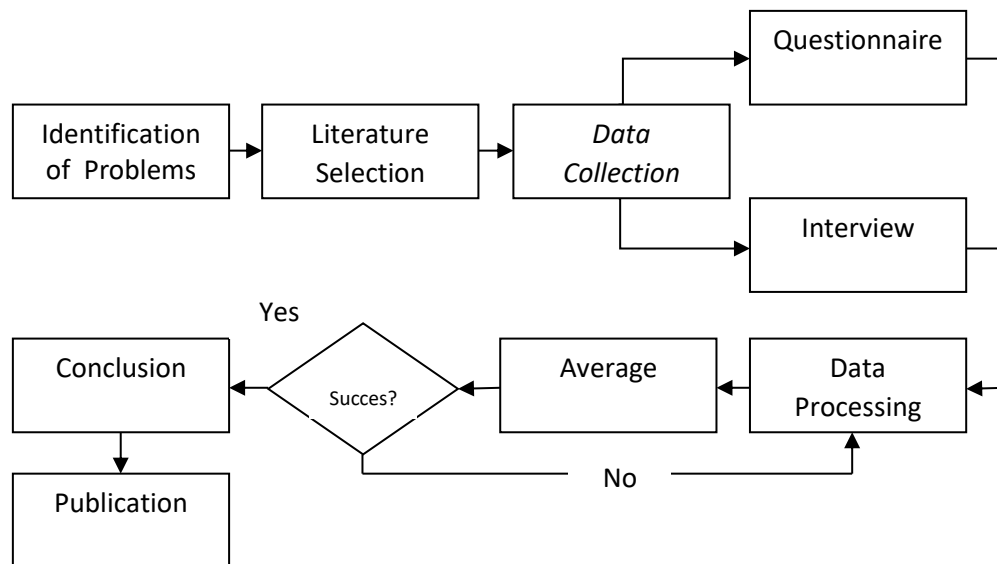 Questionnaire
Identification
of Problems
Literature
Selection
Data
Collection
Interview
Yes
Conclusion
Succes?
Average
Data
Processing
No
Publication